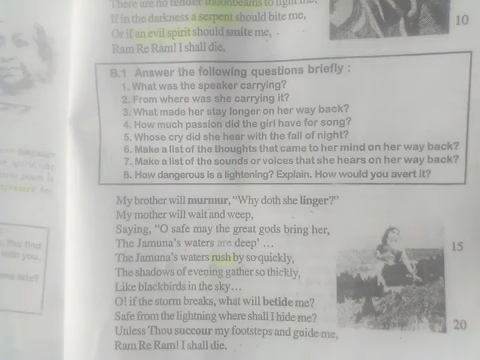 There are no tender moonbeams to light me,
If in the darkness a serpent should bite me,
Or if an evil spirit should smite me,
Ram Re Ram! I shall die.
10
B.1 Answer the following questions briefly :
1. What was the speaker carrying?
2. From where was she carrying it?
3. What made her stay longer on her way back?
4. How much passion did the girl have for song?
5. Whose cry did she hear with the fall of night?
6. Make a list of the thoughts that came to her mind on her way back?
7. Make a list of the sounds or voices that she hears on her way back?
8. How dangerous is a lightening? Explain. How would you avert it?
My brother will murmur, "Why doth she linger?"
My mother will wait and weep,
Saying, "O safe may the great gods bring her,
The Jamuna's waters are deep' ...
15
The Jamuna's waters rush by so quickly,
The shadows of evening gather so thickly,
Like blackbirds in the sky...
O! if the storm breaks, what will betide me?
Safe from the lightning where shall I hide me?
Unless Thou succour my footsteps and guide me,
20
Ram Re Ram! I shall die.